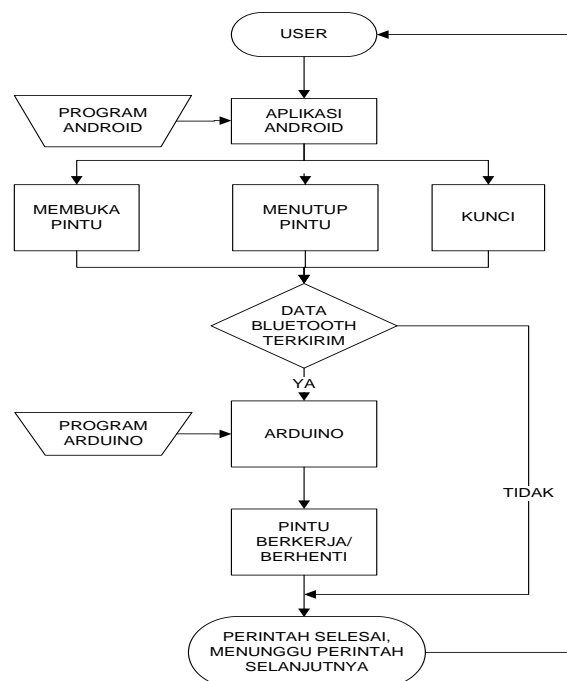 USER
PROGRAM
ANDROID
APLIKASI
ANDROID
MEMBUKA
PINTU
MENUTUP
PINTU
KUNCI
DATA
BLUETOOTH
TERKIRIM
YA
PROGRAM
ARDUINO
ARDUINO
TIDAK
PINTU
BERKERJA/
BERHENTI
PERINTAH SELESAI,
MENUNGGU PERINTAH
SELANJUTNYA